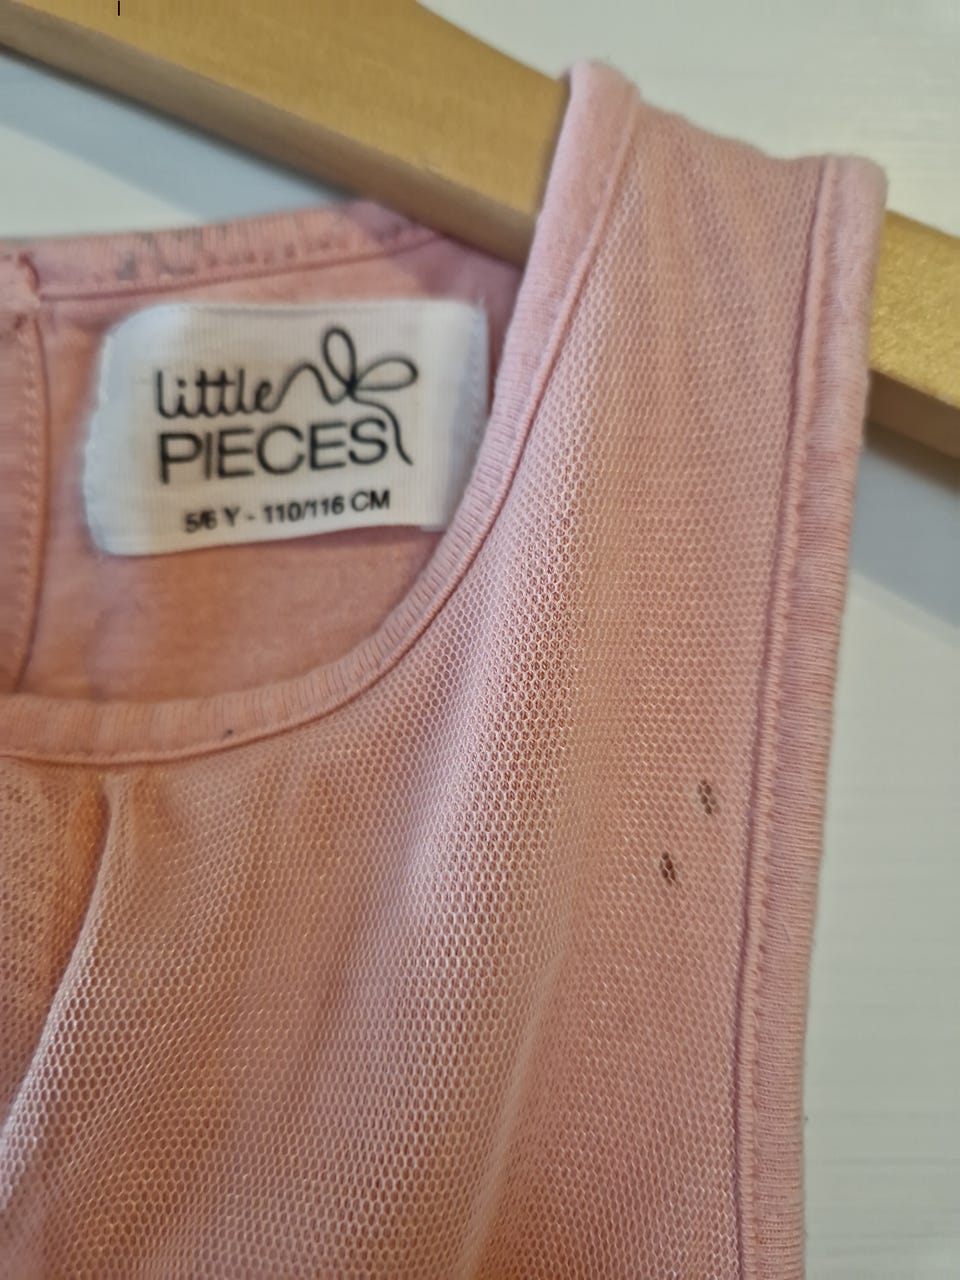 little
PIECES
5/6 Y - 110/116 CM